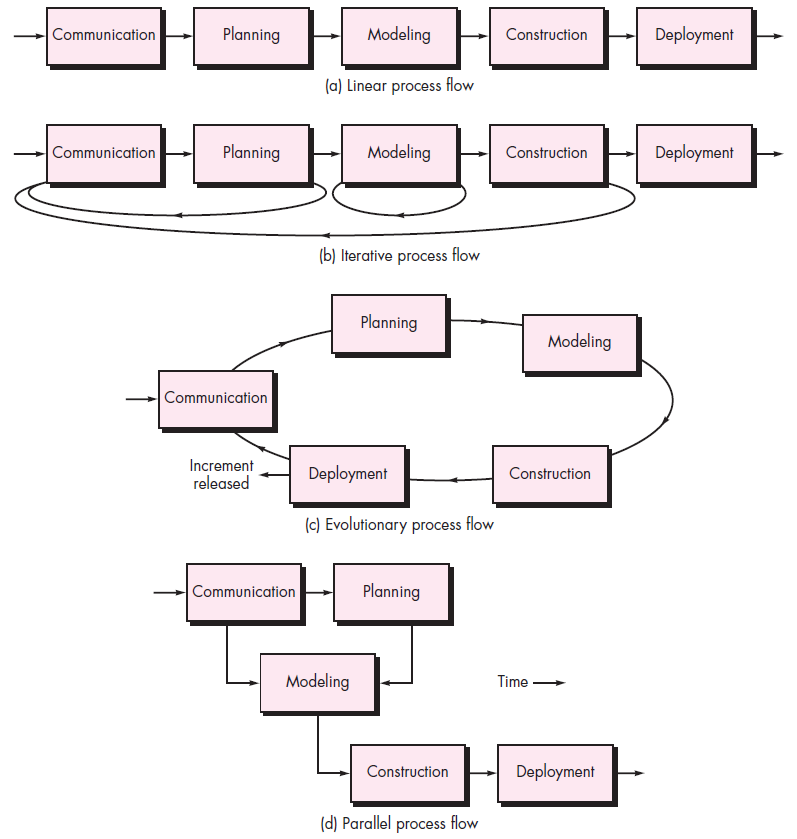 Communication
Planning
Modeling
Construction
Deployment
(a) Linear process flow
Communication
Planning
Modeling
Construction
Deployment
(b) Iterative process flow
Planning
Modeling
Communication
Increment
released
Deployment
Construction
(c) Evolutionary process flow
Communication
Planning
Modeling
Time
Construction
Deployment
(d) Parallel process flow